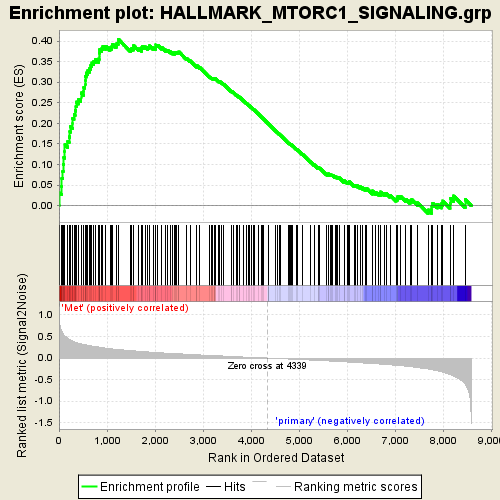 Enrichment plot: HALLMARK_MTORC1_SIGNALING.grp
Enrichment score (ES)
0.40
0.35
0.30
0.25
0.20
0.15
0.10
0.05
0.00
'Met' (positively correlated)
Ranked list metric (Signal2Noise)
1.0
0.5
0.0
-0.5
-1.0
-1.5
Zero cross at 4339
'primary' (negatively correlated)
0 1,000 2,000 3,000 4,000 5,000 6,000 7,000 8,000 9,000
Rank in Ordered Dataset
Enrichment profile Hits Ranking metric scores